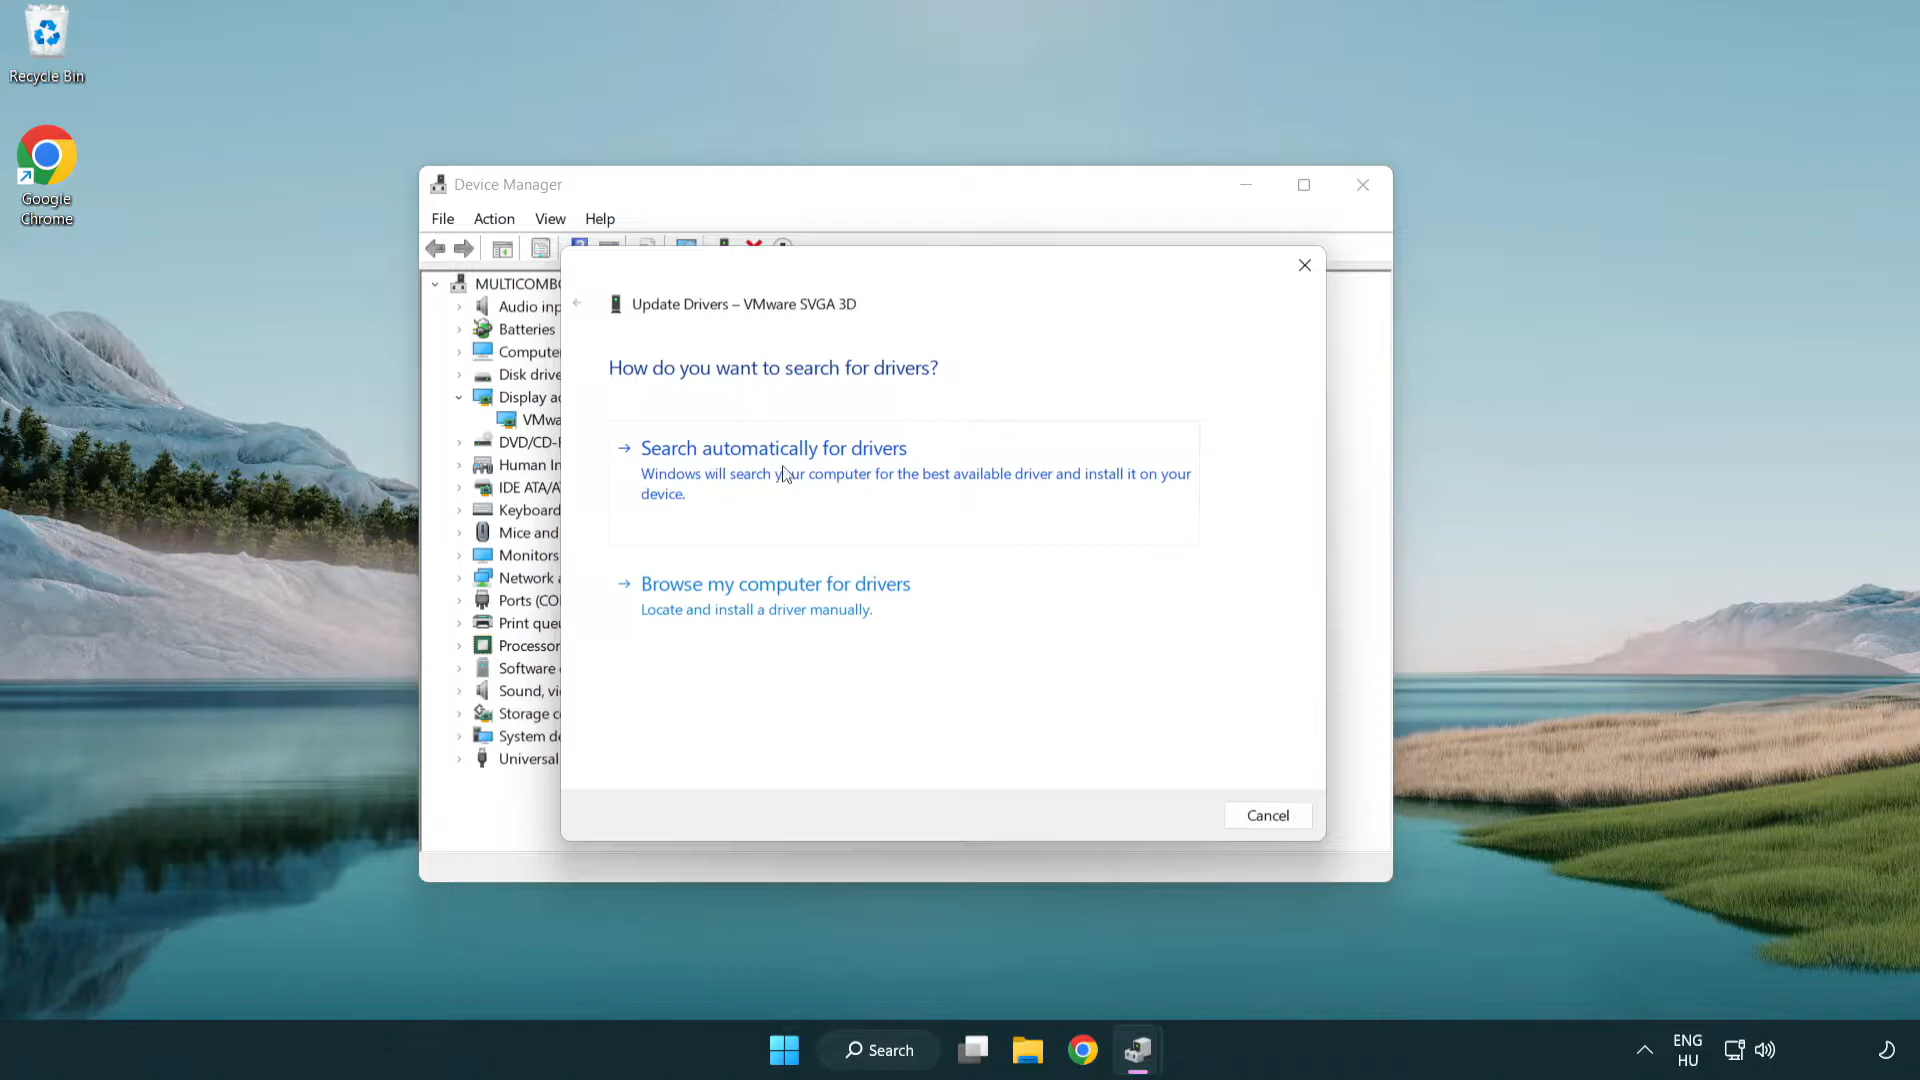 Recycle Bin
Google
Chrome
Device Manager
File Action View Help
MULTICOMBO
Audio inp
Batteries
Compute
Disk drive
Display ad
VMwa
DVD/CD-R
Human In
IDE ATA/A
Keyboard
Mice and
Monitors
Network a
Ports (CO
Print que
Processor
Software
Sound, vi
Storage c
System de
Universal
Update Drivers – VMware SVGA 3D
How do you want to search for drivers?
Search automatically for drivers
Windows will search your computer for the best available driver and install it on your
device.
Browse my computer for drivers
Locate and install a driver manually.
Cancel
Search
ENG
HU